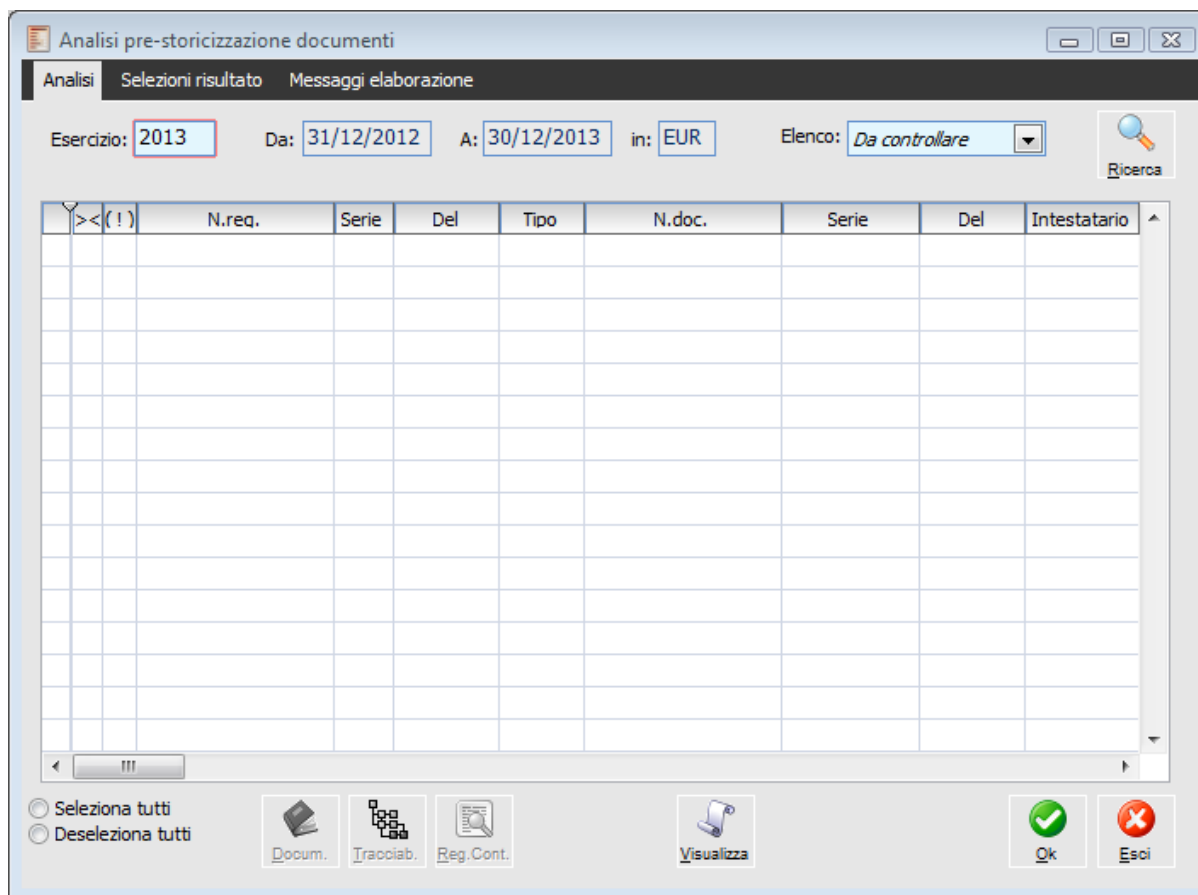 Analisi pre-storicizzazione documenti
Analisi Selezioni risultato Messaggi elaborazione
Esercizio: 2013 Da: 31/12/2012 A: 30/12/2013 in: EUR Elenco: Da controllare
Ricerca
>< (!) N.reg. Serie Del Tipo N.doc. Serie Del Intestatario
Seleziona tutti
Deseleziona tutti
Docum. Tracciab. Reg.Cont. Visualizza Ok Esci